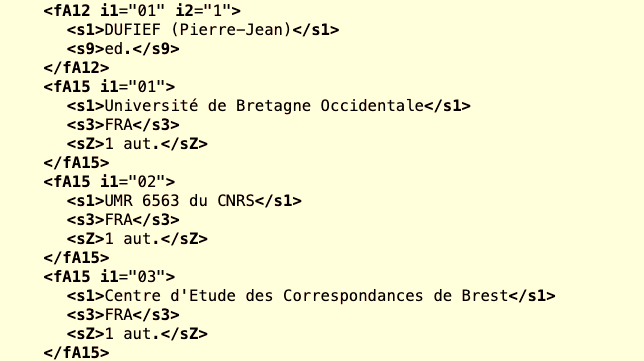 <fA12 i1="01" i2="1">
<s1>DUFIEF (Pierre-Jean)</s1>
<s9>ed.</s9>
</fA12>
<fA15 i1="01">
<s1>Université de Bretagne Occidentale</s1>
<s3>FRA</s3>
<sZ>1 aut.</sZ>
</fA15>
<fA15 i1="02">
<s1>UMR 6563 du CNRS</s1>
<s3>FRA</s3>
<sZ>1 aut.</sZ>
</fA15>
<fA15 i1="03">
<s1>Centre d'Etude des Correspondances de Brest</s1>
<s3>FRA</s3>
<sZ>1 aut.</sZ>
</fA15>